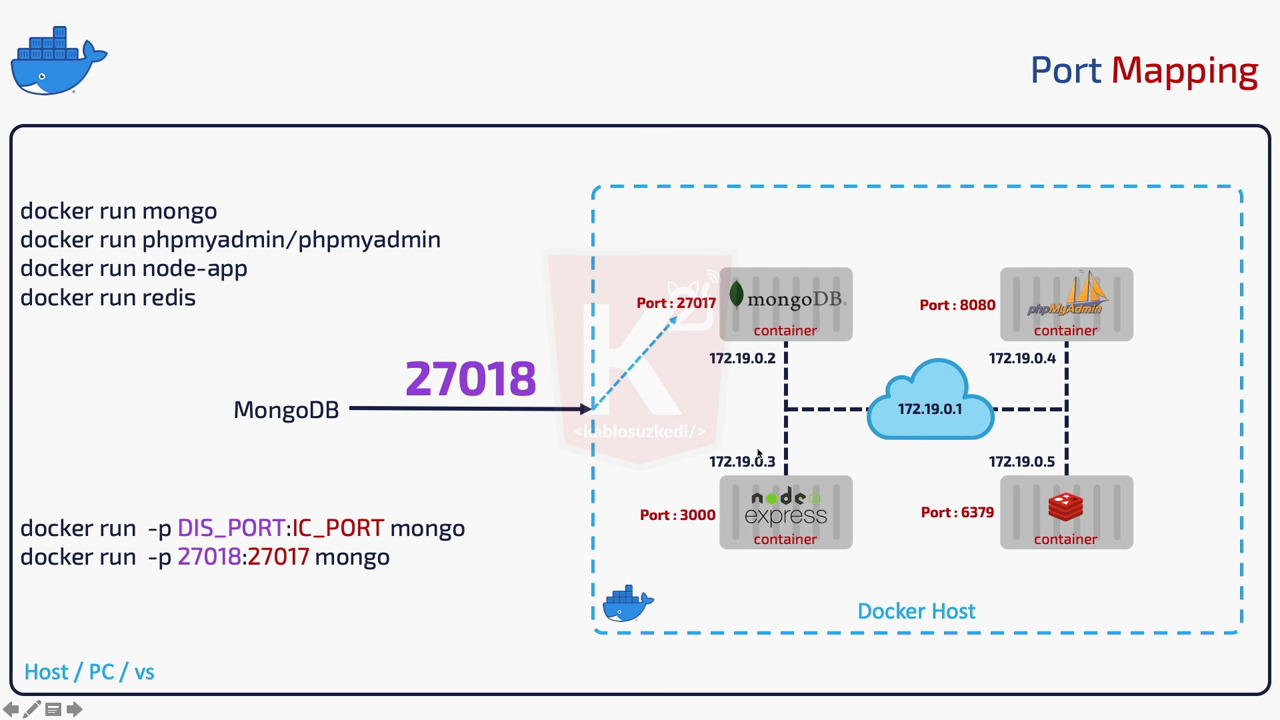 Port Mapping
docker run mongo
docker run phpmyadmin/phpmyadmin
docker run node-app
docker run redis
27018
MongoDB
docker run -p DIS_PORT:IC_PORT mongo
docker run -p 27018:27017 mongo
Host / PC / vs
Port : 27017
mongoDB.
container
172.19.0.2
Port : 8080
phpMyAdmin
container
172.19.0.4
172.19.0.1
K
<kablosuzkedi/>
172.19.0.3
Port : 3000
node
express
container
172.19.0.5
Port : 6379
container
Docker Host